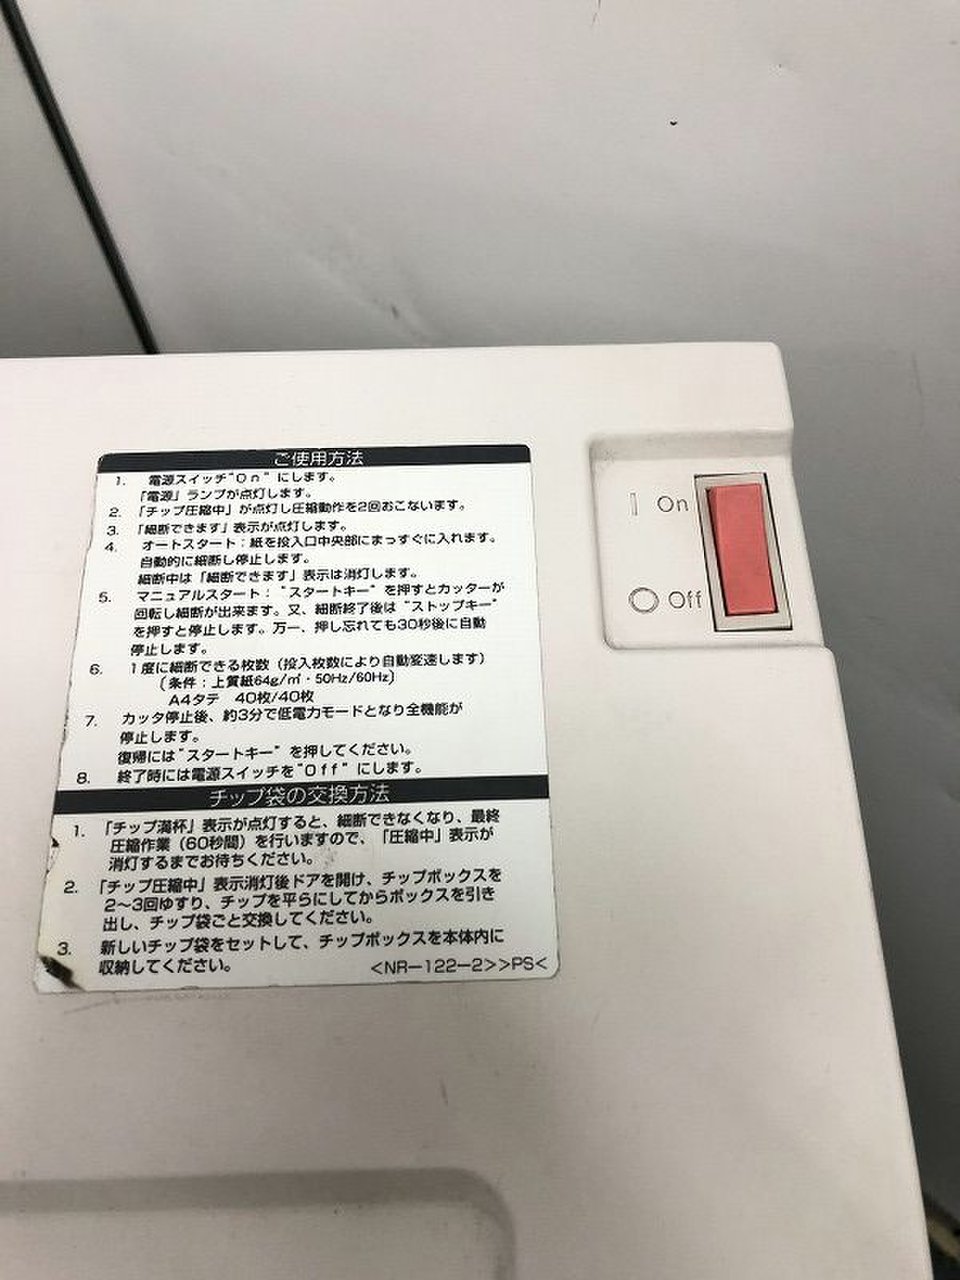 ご使用方法
1. 電源スイッチ"On"にします。
「電源」ランプが点灯します。
2. 「チップ圧縮中」が点灯し圧縮動作を2回おこないます。
3. 「細断できます」表示が点灯します。
4. オートスタート：紙を投入口中央部にまっすぐに入れます。
自動的に細断し停止します。
細断中は「細断できます」表示は消灯します。
5. マニュアルスタート："スタートキー"を押すとカッターが
回転し細断が出来ます。又、細断終了後は"ストップキー"
を押すと停止します。万一、押し忘れても30秒後に自動
停止します。
6. 1度に細断できる枚数（投入枚数により自動変速します）
（条件：上質紙64g/㎡・50Hz/60Hz）
A4タテ 40枚/40枚
7. カッタ停止後、約3分で低電力モードとなり全機能が
停止します。
復帰には"スタートキー"を押してください。
8. 終了時には電源スイッチを"Off"にします。
チップ袋の交換方法
1. 「チップ満杯」表示が点灯すると、細断できなくなり、最終
圧縮作業（60秒間）を行いますので、「圧縮中」表示が
消灯するまでお待ちください。
2. 「チップ圧縮中」表示消灯後ドアを開け、チップボックスを
2〜3回ゆすり、チップを平らにしてからボックスを引き
出し、チップ袋ごと交換してください。
3. 新しいチップ袋をセットして、チップボックスを本体内に
収納してください。
<NR-122-2>>PS<
| On
○ Off